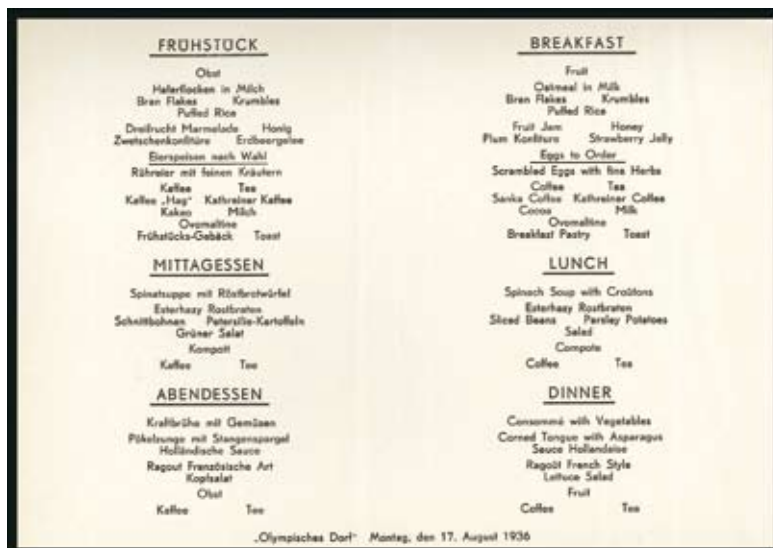 FRÜHSTÜCK
Obst
Haferflocken in Milch
Bran Flakes Krumbles
Puffed Rice
Dreifrucht Marmelade Honig
Zwetschenkonfitüre Erdbeergelee
Eierspeisen nach Wahl
Rühreier mit feinen Kräutern
Kaffee Tee
Kaffee „Hag" Kathreiner Kaffee
Kakao Milch
Ovomaltine
Frühstücks-Gebäck Toast
MITTAGESSEN
Spinatsuppe mit Röstbrotwürfel
Esterhazy Rostbraten
Schnittbohnen Petersilie-Kartoffeln
Grüner Salat
Kompott
Kaffee Tee
ABENDESSEN
Kraftbrühe mit Gemüsen
Pökelzunge mit Stangenspargel
Holländische Sauce
Ragout Französische Art
Kopfsalat
Obst
Kaffee Tee
BREAKFAST
Fruit
Oatmeal in Milk
Bran Flakes Krumbles
Puffed Rice
Fruit Jam Honey
Plum Konfiture Strawberry Jelly
Eggs to Order
Scrambled Eggs with fine Herbs
Coffee Tea
Sanka Coffee Kathreiner Coffee
Cocoa Milk
Ovomaltine
Breakfast Pastry Toast
LUNCH
Spinach Soup with Croûtons
Esterhazy Rostbraten
Sliced Beans Parsley Potatoes
Salad
Compote
Coffee Tea
DINNER
Consommé with Vegetables
Corned Tongue with Asparagus
Sauce Hollandaise
Ragoût French Style
Lettuce Salad
Fruit
Coffee Tea
„Olympisches Dorf" Montag, den 17. August 1936